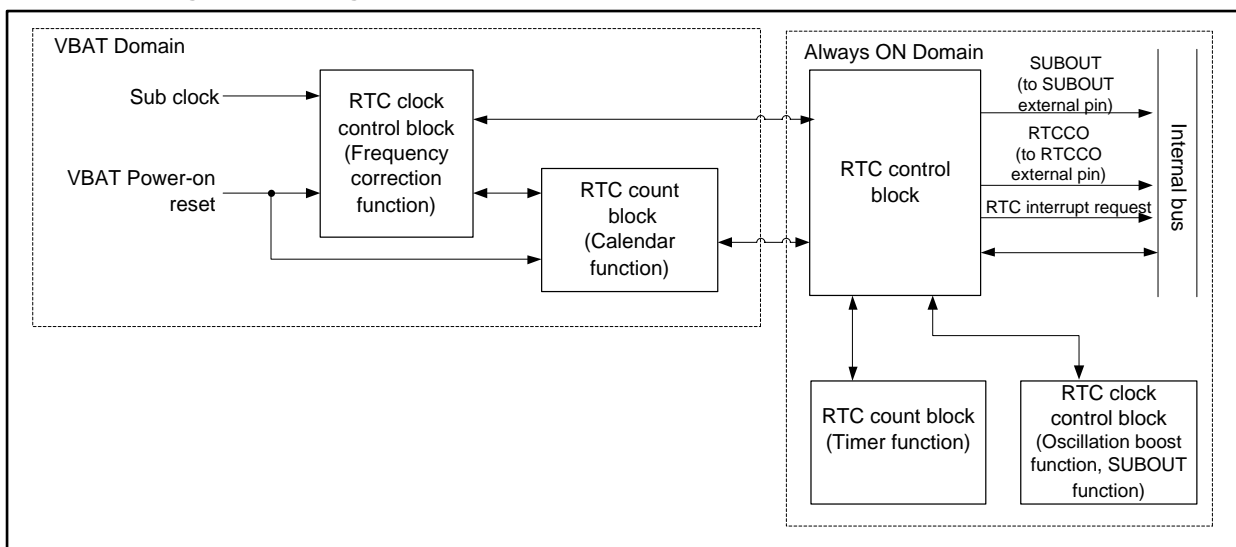 VBAT Domain
Sub clock
VBAT Power-on
reset
RTC clock
control block
(Frequency
correction
function)
RTC count
block
(Calendar
function)
Always ON Domain
RTC control
block
SUBOUT
(to SUBOUT
external pin)
RTCCO
(to RTCCO
external pin)
RTC interrupt request
Internal bus
RTC count block
(Timer function)
RTC clock
control block
(Oscillation boost
function, SUBOUT
function)